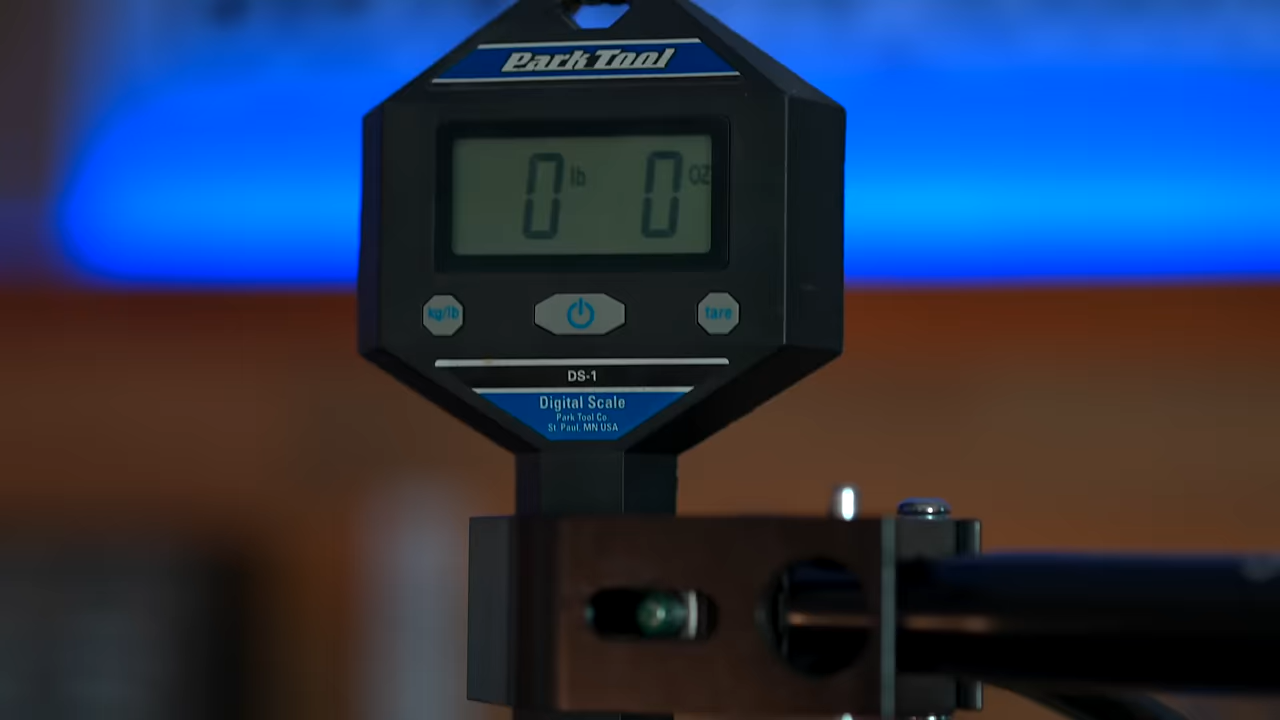 Park Tool
0 lb 0 OZ
kg/lb tare
DS-1
Digital Scale
Park Tool Co
St. Paul, MN USA